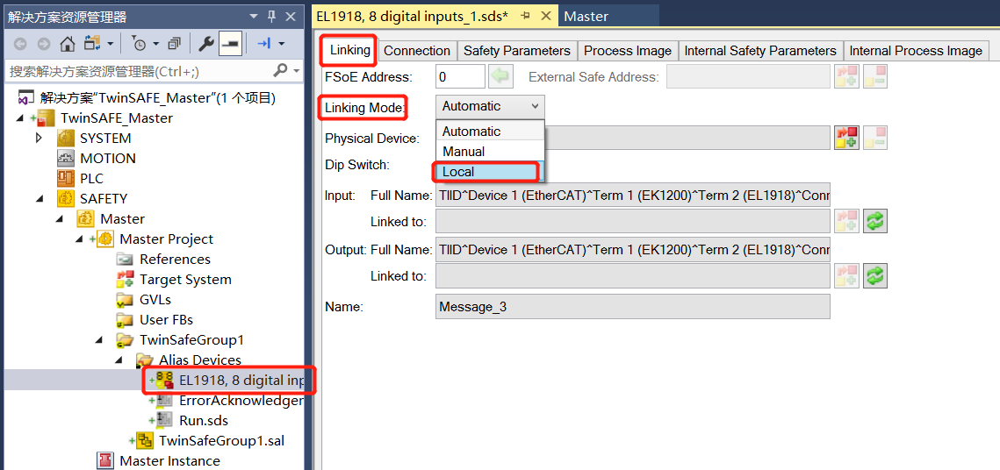 解决方案资源管理器
搜索解决方案资源管理器(Ctrl+;)
解决方案"TwinSAFE_Master"(1 个项目)
TwinSAFE_Master
SYSTEM
MOTION
PLC
SAFETY
Master
Master Project
References
Target System
GVLs
User FBs
TwinSafeGroup1
Alias Devices
EL1918, 8 digital inp
ErrorAcknowledger
Run.sds
TwinSafeGroup1.sal
Master Instance
EL1918, 8 digital inputs_1.sds* Master
Linking Connection Safety Parameters Process Image Internal Safety Parameters Internal Process Image
FSoE Address: 0 External Safe Address:
Linking Mode: Automatic
Automatic
Physical Device:
Manual
Dip Switch:
Local
Input: Full Name: TIID^Device 1 (EtherCAT)^Term 1 (EK1200)^Term 2 (EL1918)^Conn
Linked to:
Output: Full Name: TIID^Device 1 (EtherCAT)^Term 1 (EK1200)^Term 2 (EL1918)^Conn
Linked to:
Name: Message_3